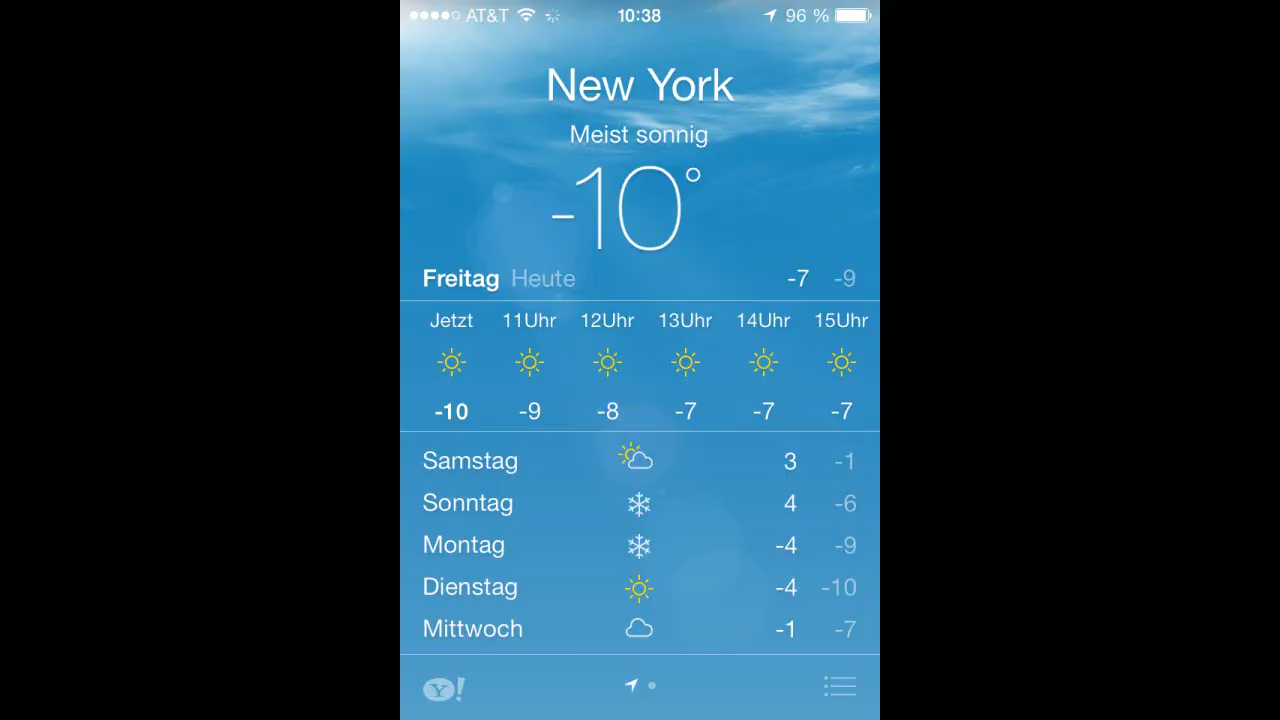 AT&T 10:38 96 %
New York
Meist sonnig
-10°
Freitag Heute -7 -9
Jetzt 11Uhr 12Uhr 13Uhr 14Uhr 15Uhr
-10 -9 -8 -7 -7 -7
Samstag 3 -1
Sonntag 4 -6
Montag -4 -9
Dienstag -4 -10
Mittwoch -1 -7
Y!